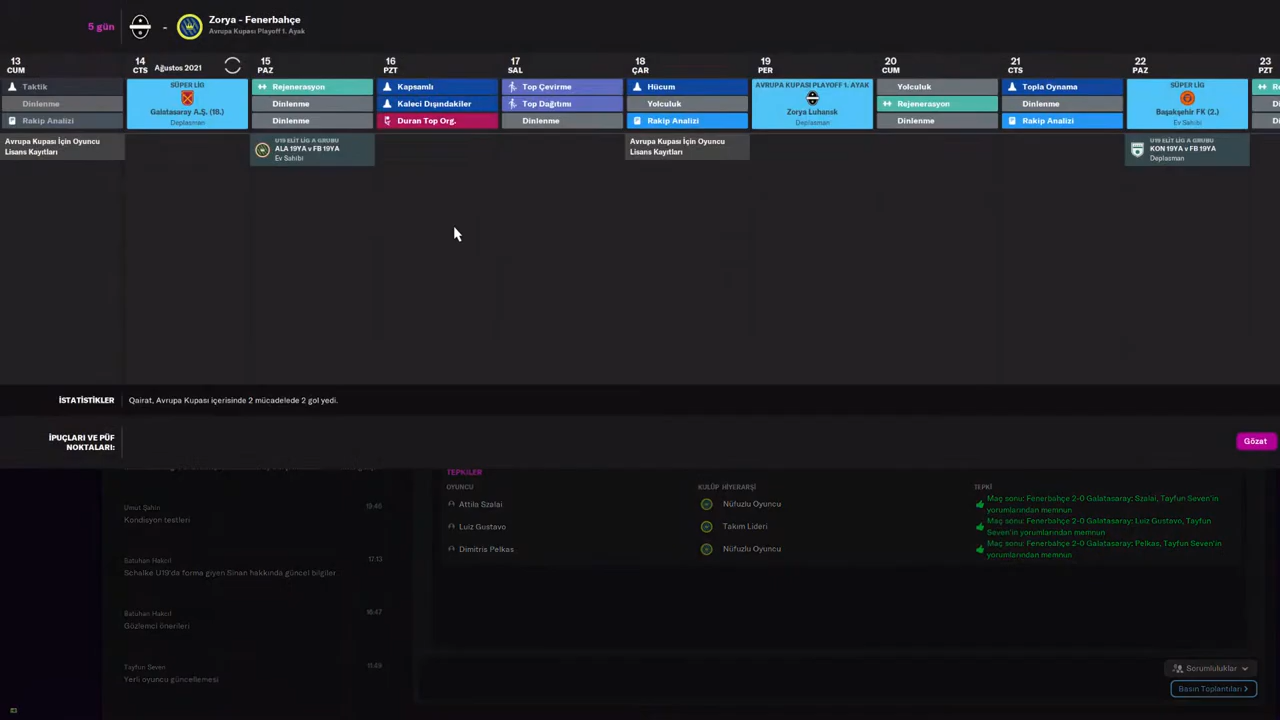 5 gün
-
Zorya - Fenerbahçe
Avrupa Kupası Playoff 1. Ayak
13
CUM
14
CTS
Ağustos 2021
15
PAZ
16
PZT
17
SAL
18
ÇAR
19
PER
20
CUM
21
CTS
22
PAZ
23
PZT
Taktik
Dinlenme
Rakip Analizi
SÜPER LİG
Galatasaray A.Ş. (18.)
Deplasman
Rejenerasyon
Dinlenme
Dinlenme
Kapsamlı
Kaleci Dışındakiler
Duran Top Org.
Top Çevirme
Top Dağıtımı
Dinlenme
Hücum
Yolculuk
Rakip Analizi
AVRUPA KUPASI PLAYOFF 1. AYAK
Zorya Luhansk
Deplasman
Yolculuk
Rejenerasyon
Dinlenme
Topla Oynama
Dinlenme
Rakip Analizi
SÜPER LİG
Başakşehir FK (2.)
Ev Sahibi
Avrupa Kupası İçin Oyuncu
Lisans Kayıtları
U19 ELİT LİG A GRUBU
ALA 19YA v FB 19YA
Ev Sahibi
Avrupa Kupası İçin Oyuncu
Lisans Kayıtları
U19 ELİT LİG A GRUBU
KON 19YA v FB 19YA
Deplasman
İSTATİSTİKLER
Qairat, Avrupa Kupası içerisinde 2 mücadelede 2 gol yedi.
İPUÇLARI VE PÜF
NOKTALARI:
Gözat
TEPKİLER
OYUNCU
KULÜP HİYERARŞİ
TEPKİ
Attila Szalai
Nüfuzlu Oyuncu
Maç sonu: Fenerbahçe 2-0 Galatasaray: Szalai, Tayfun Seven'in
yorumlarından memnun
Luiz Gustavo
Takım Lideri
Maç sonu: Fenerbahçe 2-0 Galatasaray: Luiz Gustavo, Tayfun
Seven'in yorumlarından memnun
Dimitris Pelkas
Nüfuzlu Oyuncu
Maç sonu: Fenerbahçe 2-0 Galatasaray: Pelkas, Tayfun Seven'in
yorumlarından memnun
Umut Şahin
Kondisyon testleri
Batuhan Hakcıl
17:13
Schalke U19'da forma giyen Sinan hakkında güncel bilgiler
Batuhan Hakcıl
Gözlemci önerileri
Tayfun Seven
Yerli oyuncu güncellemesi
Sorumluluklar
Basın Toplantıları